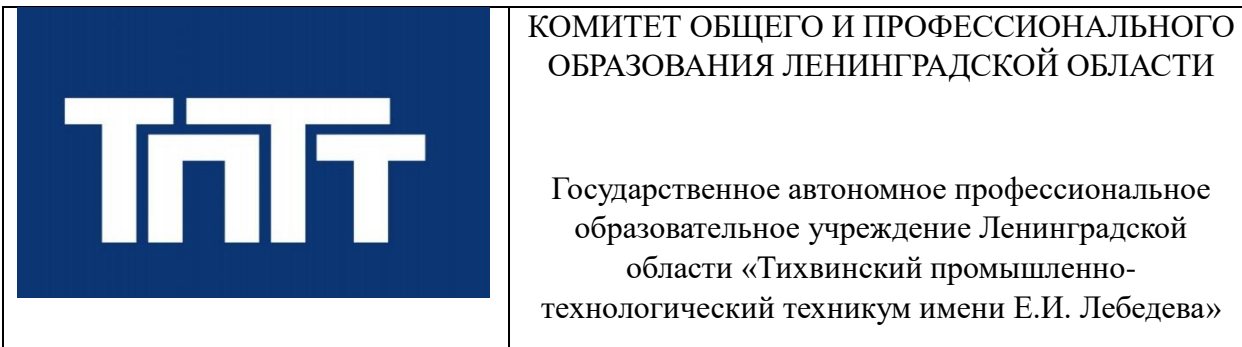 ТПТТ
КОМИТЕТ ОБЩЕГО И ПРОФЕССИОНАЛЬНОГО
ОБРАЗОВАНИЯ ЛЕНИНГРАДСКОЙ ОБЛАСТИ
Государственное автономное профессиональное
образовательное учреждение Ленинградской
области «Тихвинский промышленно-
технологический техникум имени Е.И. Лебедева»